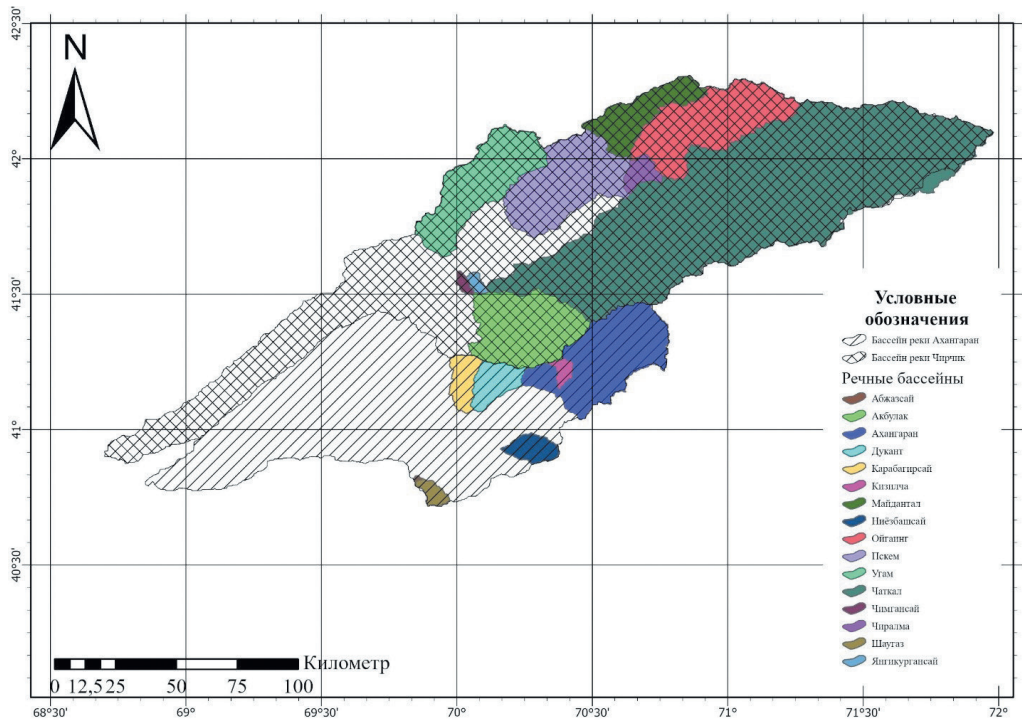 42°30'
N
42°
41°30'
41°
40°30'
Условные
обозначения
Бассейн реки Ахангаран
Бассейн реки Чирчик
Речные бассейны
Абжазсай
Акбулак
Ахангаран
Дукант
Карабагирсай
Кизилча
Майдантал
Ниёзбашсай
Ойгаинг
Пскем
Угам
Чаткал
Чимгансай
Чиралма
Шаугаз
Янгикургансай
Километр
0 12,5 25 50 75 100
68°30' 69° 69°30' 70° 70°30' 71° 71°30' 72°